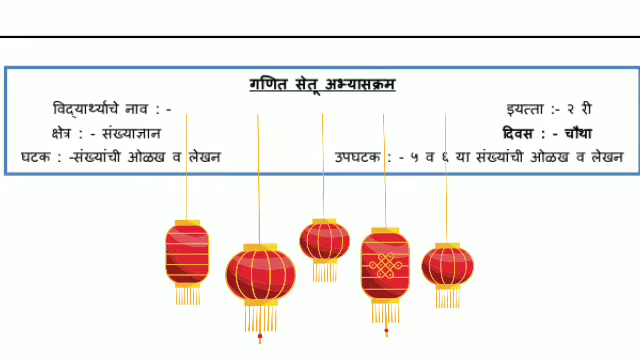 गणित सेतू अभ्यासक्रम
विद्यार्थ्याचे नाव : - इयत्ता :- २ री
क्षेत्र : - संख्याज्ञान दिवस : - चौथा
घटक : -संख्यांची ओळख व लेखन उपघटक : - ५ व ६ या संख्यांची ओळख व लेखन